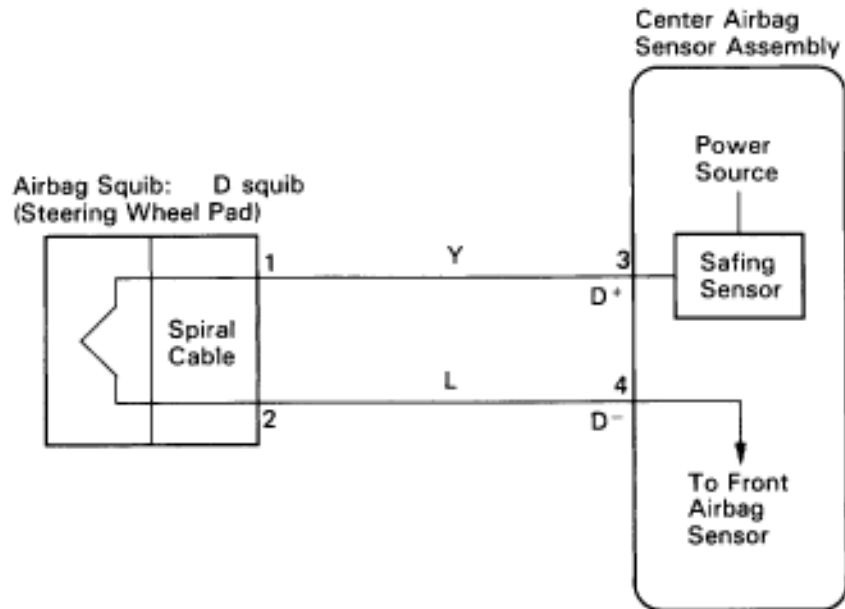 Center Airbag
Sensor Assembly
Power
Source
Airbag Squib: D squib
(Steering Wheel Pad)
1
Y
3
Safing
Sensor
D+
Spiral
Cable
L
4
2
D−
To Front
Airbag
Sensor